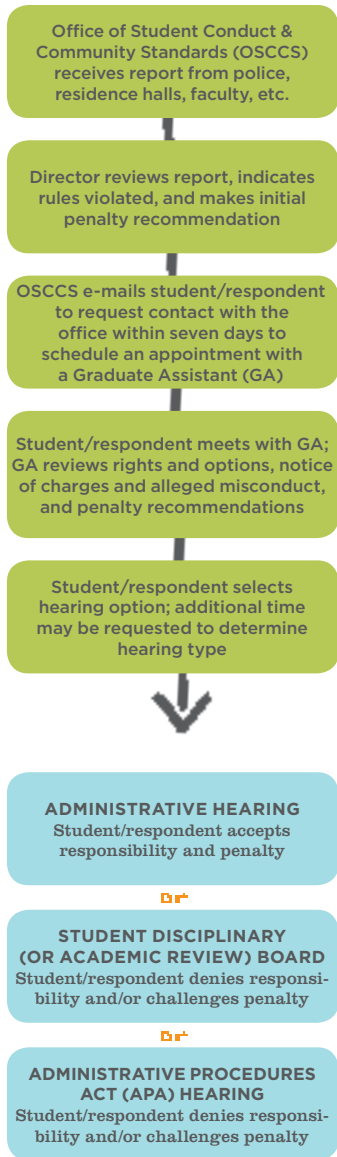 Office of Student Conduct &
Community Standards (OSCCS)
receives report from police,
residence halls, faculty, etc.
Director reviews report, indicates
rules violated, and makes initial
penalty recommendation
OSCCS e-mails student/respondent
to request contact with the
office within seven days to
schedule an appointment with
a Graduate Assistant (GA)
Student/respondent meets with GA;
GA reviews rights and options, notice
of charges and alleged misconduct,
and penalty recommendations
Student/respondent selects
hearing option; additional time
may be requested to determine
hearing type
ADMINISTRATIVE HEARING
Student/respondent accepts
responsibility and penalty
Or
STUDENT DISCIPLINARY
(OR ACADEMIC REVIEW) BOARD
Student/respondent denies responsi-
bility and/or challenges penalty
Or
ADMINISTRATIVE PROCEDURES
ACT (APA) HEARING
Student/respondent denies responsi-
bility and/or challenges penalty